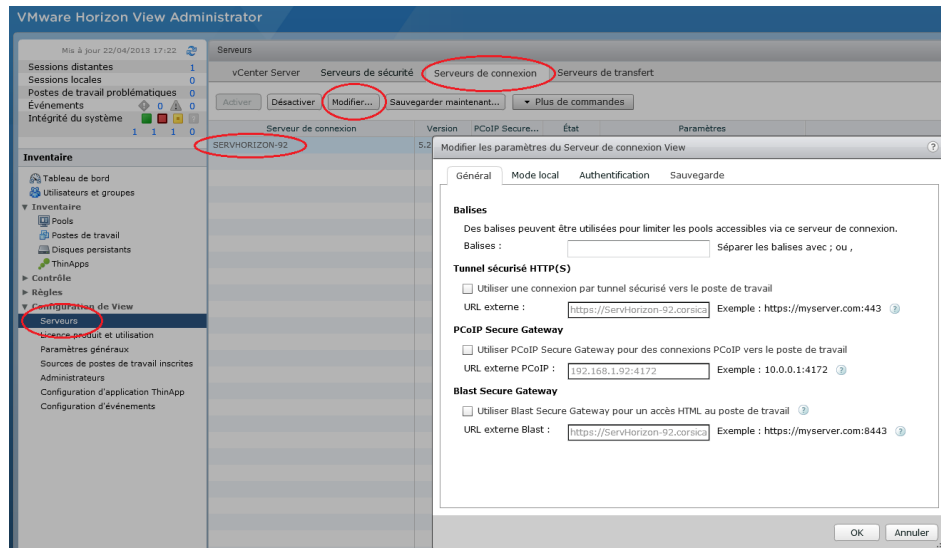 VMware Horizon View Administrator
Mis à jour 22/04/2013 17:22
Sessions distantes 1
Sessions locales 0
Postes de travail problématiques 0
Événements 0 0
Intégrité du système
1 1 1 0
Inventaire
Tableau de bord
Utilisateurs et groupes
Inventaire
Pools
Postes de travail
Disques persistants
ThinApps
Contrôle
Règles
Configuration de View
Serveurs
Licence produit et utilisation
Paramètres généraux
Sources de postes de travail inscrites
Administrateurs
Configuration d'application ThinApp
Configuration d'événements
Serveurs
vCenter Server Serveurs de sécurité Serveurs de connexion Serveurs de transfert
Activer Désactiver Modifier... Sauvegarder maintenant... Plus de commandes
Serveur de connexion Version PCoIP Secure... État Paramètres
SERVHORIZON-92 5.2
Modifier les paramètres du Serveur de connexion View ?
Général Mode local Authentification Sauvegarde
Balises
Des balises peuvent être utilisées pour limiter les pools accessibles via ce serveur de connexion.
Balises : Séparer les balises avec ; ou ,
Tunnel sécurisé HTTP(S)
Utiliser une connexion par tunnel sécurisé vers le poste de travail
URL externe : https://ServHorizon-92.corsica Exemple : https://myserver.com:443 ?
PCoIP Secure Gateway
Utiliser PCoIP Secure Gateway pour des connexions PCoIP vers le poste de travail
URL externe PCoIP : 192.168.1.92:4172 Exemple : 10.0.0.1:4172 ?
Blast Secure Gateway
Utiliser Blast Secure Gateway pour un accès HTML au poste de travail ?
URL externe Blast : https://ServHorizon-92.corsica Exemple : https://myserver.com:8443 ?
OK Annuler